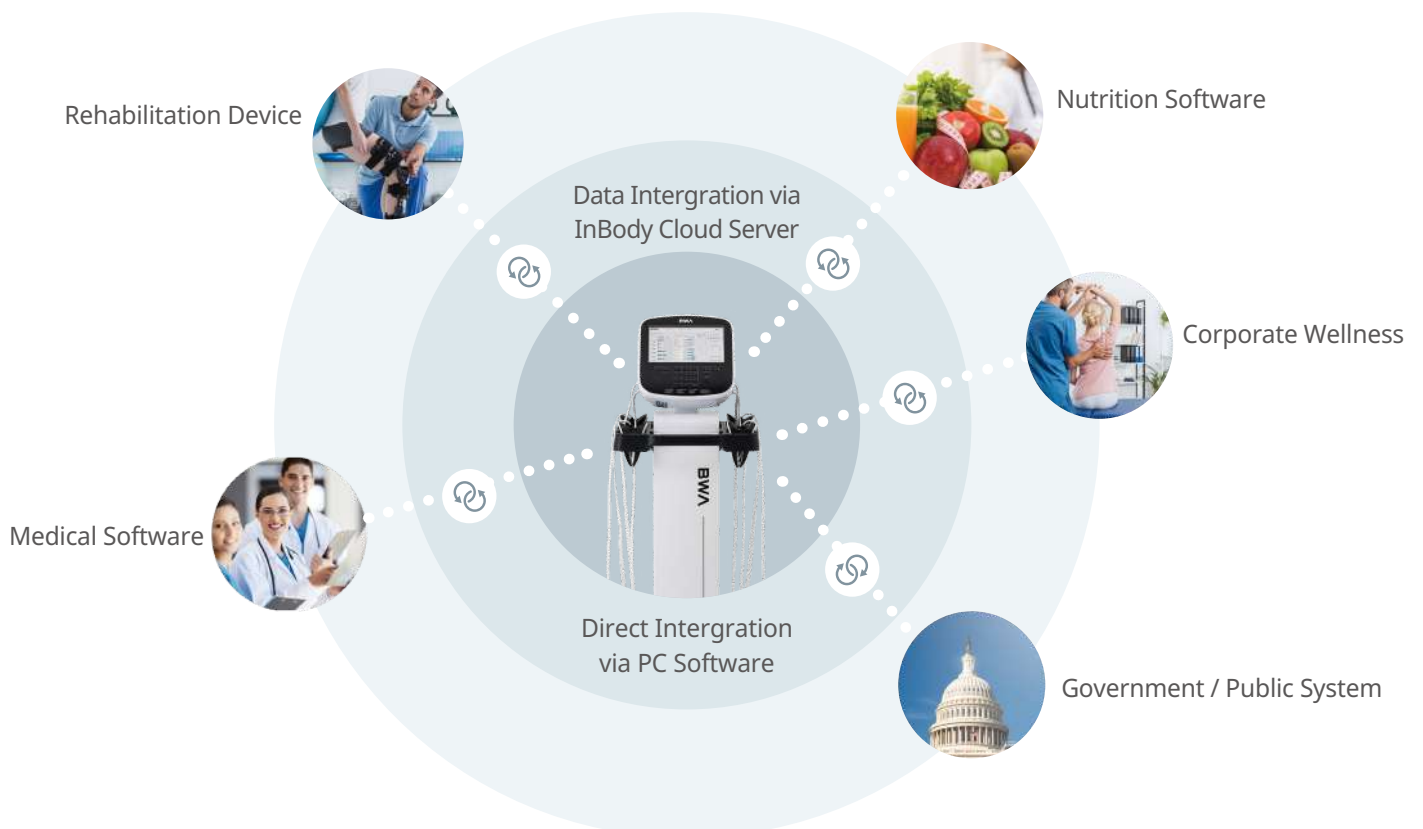 Rehabilitation Device
Nutrition Software
Data Intergration via
InBody Cloud Server
BWA
Corporate Wellness
BWA
Medical Software
Direct Intergration
via PC Software
Government / Public System